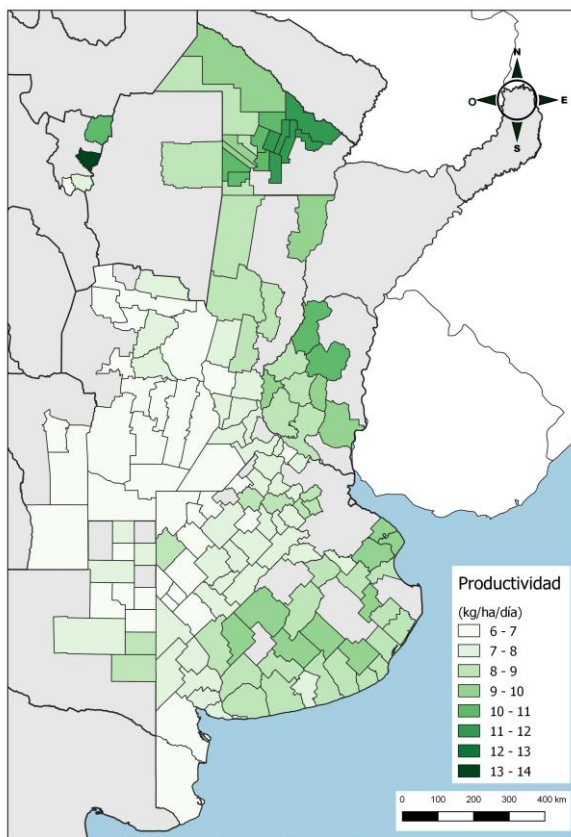 N
O
E
S
Productividad
(kg/ha/día)
6 - 7
7 - 8
8 - 9
9 - 10
10 - 11
11 - 12
12 - 13
13 - 14
0 100 200 300 400 km